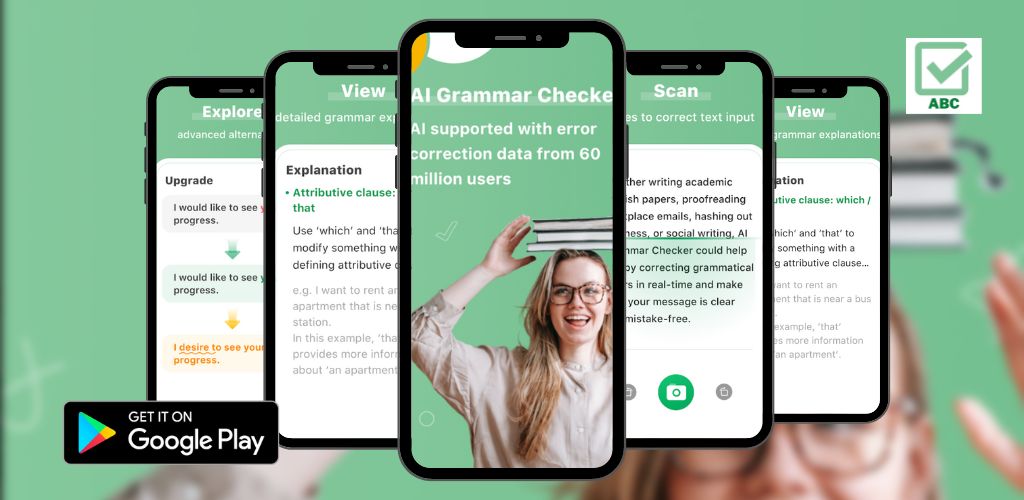 Explore
advanced alterna
Upgrade
I would like to see y
progress.
I would like to see y
progress.
I desire to see your
progress.
View
detailed grammar exp
Explanation
• Attributive clause:
that
Use ‘which’ and ‘tha
modify something w
defining attributive c
e.g. I want to rent an
apartment that is nea
station.
In this example, ‘tha
provides more inform
about ‘an apartment
AI Grammar Checke
AI supported with error
correction data from 60
million users
Scan
es to correct text input
ther writing academic
ish papers, proofreading
kplace emails, hashing out
ness, or social writing, AI
mmar Checker could help
by correcting grammatical
rs in real-time and make
your message is clear
mistake-free.
View
grammar explanations
ation
butive clause: which /
which’ and ‘that’ to
something with a
ng attributive clause...
want to rent an
ment that is near a bus
example, ‘that’
es more information
‘an apartment’.
ABC
GET IT ON
Google Play